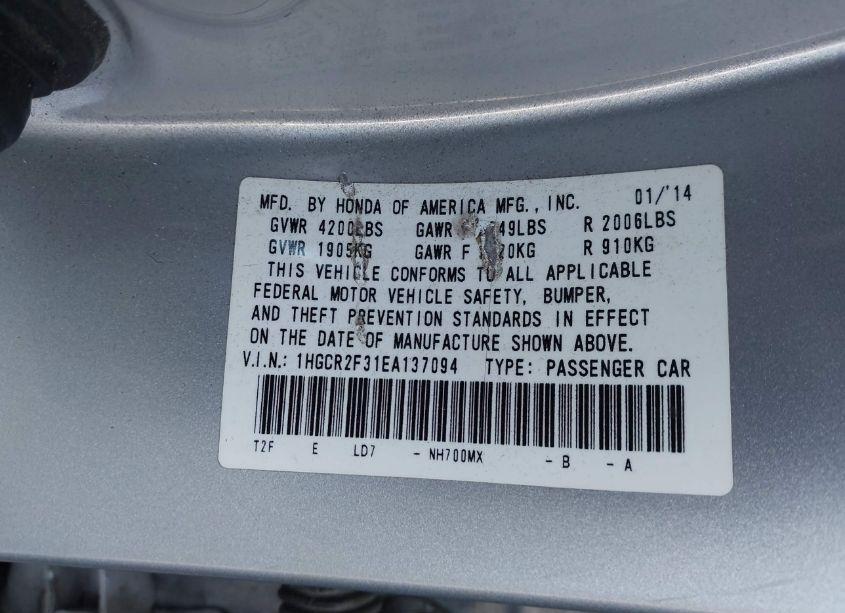 MFD. BY HONDA OF AMERICA MFG., INC. 01/'14
GVWR 4200LBS GAWR 49LBS R 2006LBS
GVWR 1905KG GAWR F 20KG R 910KG
THIS VEHICLE CONFORMS TO ALL APPLICABLE
FEDERAL MOTOR VEHICLE SAFETY, BUMPER,
AND THEFT PREVENTION STANDARDS IN EFFECT
ON THE DATE OF MANUFACTURE SHOWN ABOVE.
V.I.N.: 1HGCR2F31EA137094 TYPE: PASSENGER CAR
T2F E LD7 - NH700MX - B - A